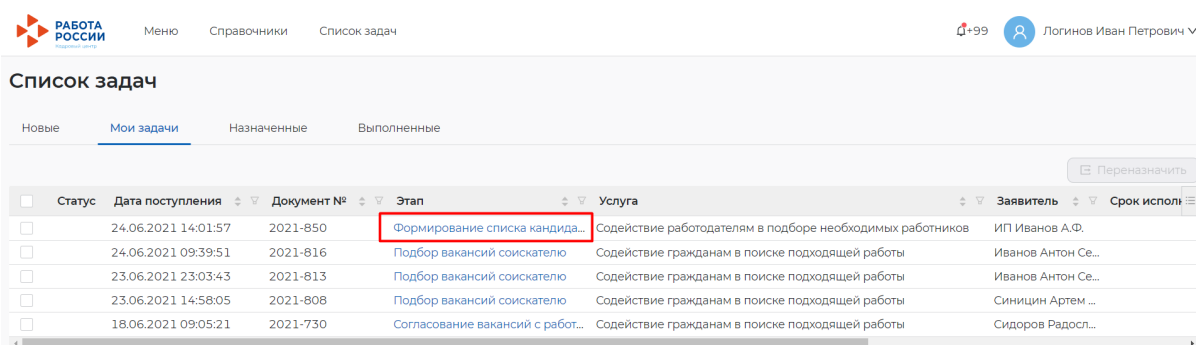 РАБОТА
РОССИИ
Кадровый центр
Меню Справочники Список задач +99 Логинов Иван Петрович
Список задач
Новые Мои задачи Назначенные Выполненные
Переназначить
Статус Дата поступления Документ № Этап Услуга Заявитель Срок исполн
24.06.2021 14:01:57 2021-850 Формирование списка кандида... Содействие работодателям в подборе необходимых работников ИП Иванов А.Ф.
24.06.2021 09:39:51 2021-816 Подбор вакансий соискателю Содействие гражданам в поиске подходящей работы Иванов Антон Се...
23.06.2021 23:03:43 2021-813 Подбор вакансий соискателю Содействие гражданам в поиске подходящей работы Иванов Антон Се...
23.06.2021 14:58:05 2021-808 Подбор вакансий соискателю Содействие гражданам в поиске подходящей работы Синицин Артем ...
18.06.2021 09:05:21 2021-730 Согласование вакансий с работ... Содействие гражданам в поиске подходящей работы Сидоров Радосл...